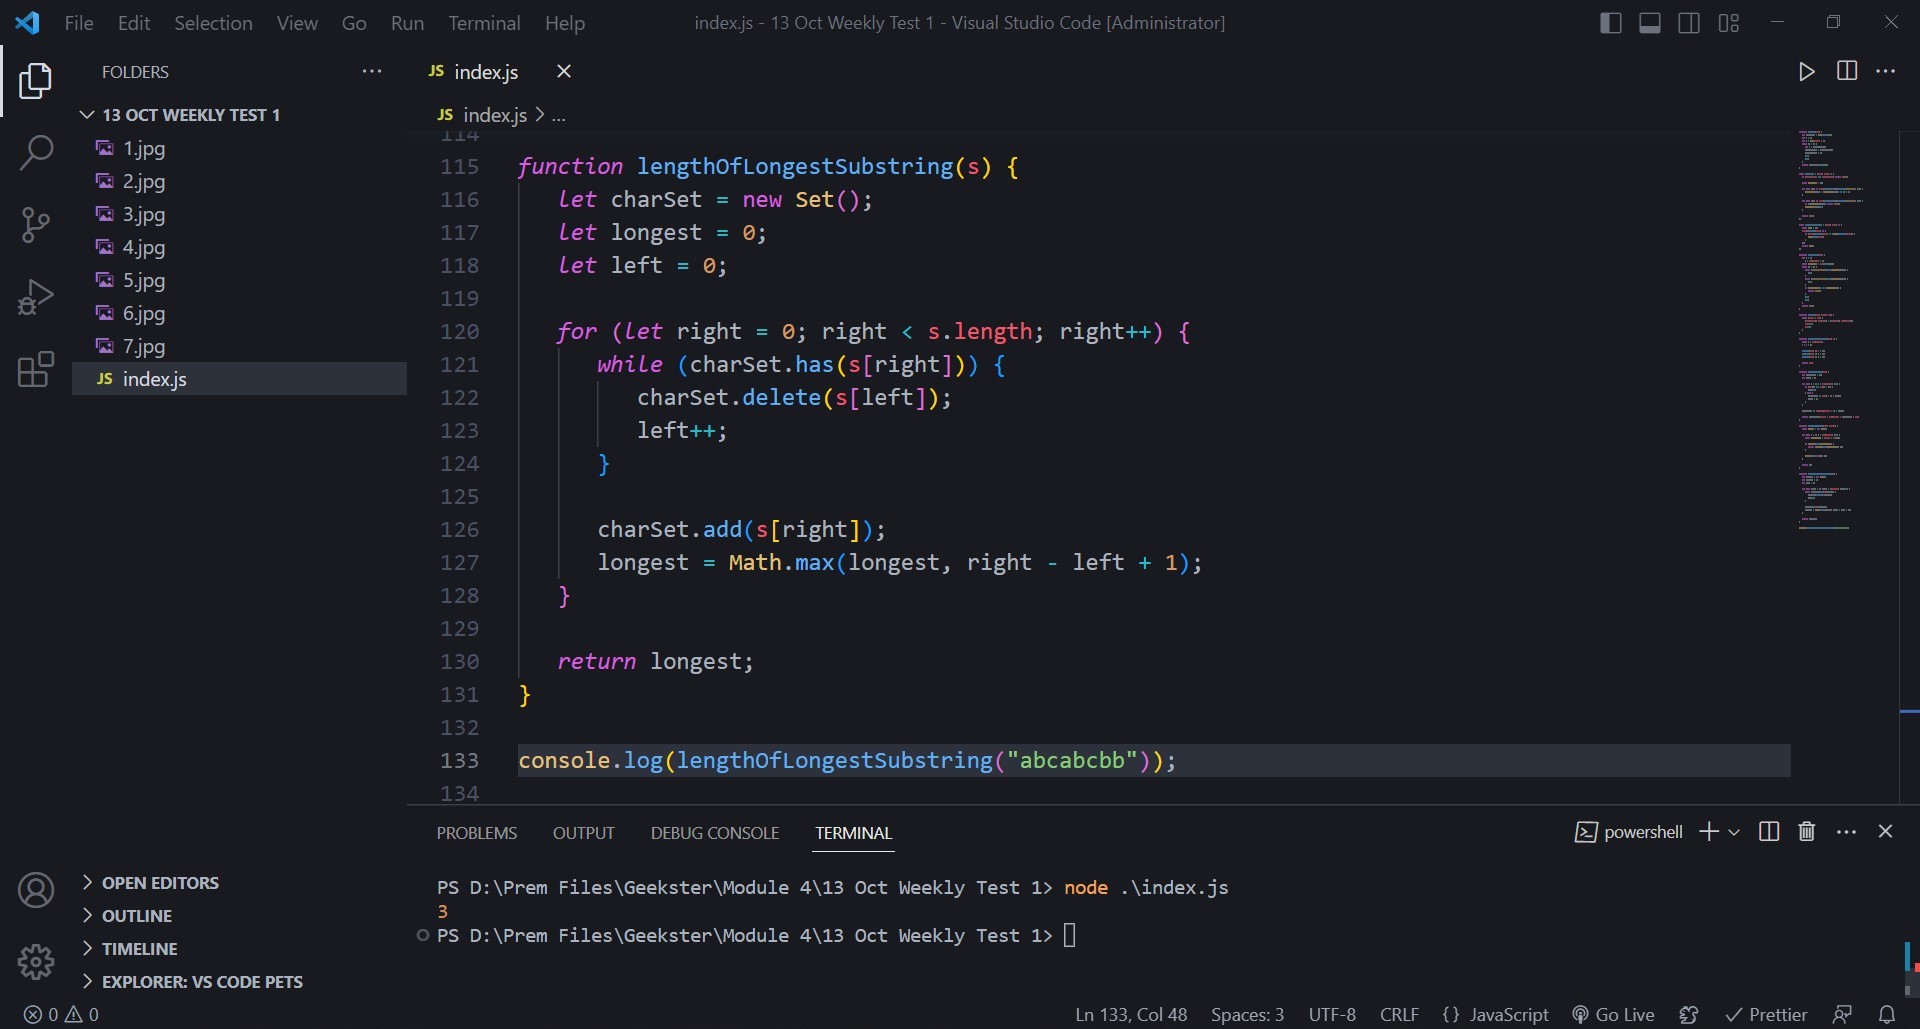 File Edit Selection View Go Run Terminal Help
index.js - 13 Oct Weekly Test 1 - Visual Studio Code [Administrator]
FOLDERS
13 OCT WEEKLY TEST 1
1.jpg
2.jpg
3.jpg
4.jpg
5.jpg
6.jpg
7.jpg
JS index.js
OPEN EDITORS
OUTLINE
TIMELINE
EXPLORER: VS CODE PETS
JS index.js
JS index.js > ...
114
115 function lengthOfLongestSubstring(s) {
116 let charSet = new Set();
117 let longest = 0;
118 let left = 0;
119
120 for (let right = 0; right < s.length; right++) {
121 while (charSet.has(s[right])) {
122 charSet.delete(s[left]);
123 left++;
124 }
125
126 charSet.add(s[right]);
127 longest = Math.max(longest, right - left + 1);
128 }
129
130 return longest;
131 }
132
133 console.log(lengthOfLongestSubstring("abcabcbb"));
134
PROBLEMS OUTPUT DEBUG CONSOLE TERMINAL
powershell
PS D:\Prem Files\Geekster\Module 4\13 Oct Weekly Test 1> node .\index.js
3
PS D:\Prem Files\Geekster\Module 4\13 Oct Weekly Test 1>
0 0
Ln 133, Col 48 Spaces: 3 UTF-8 CRLF {} JavaScript Go Live Prettier